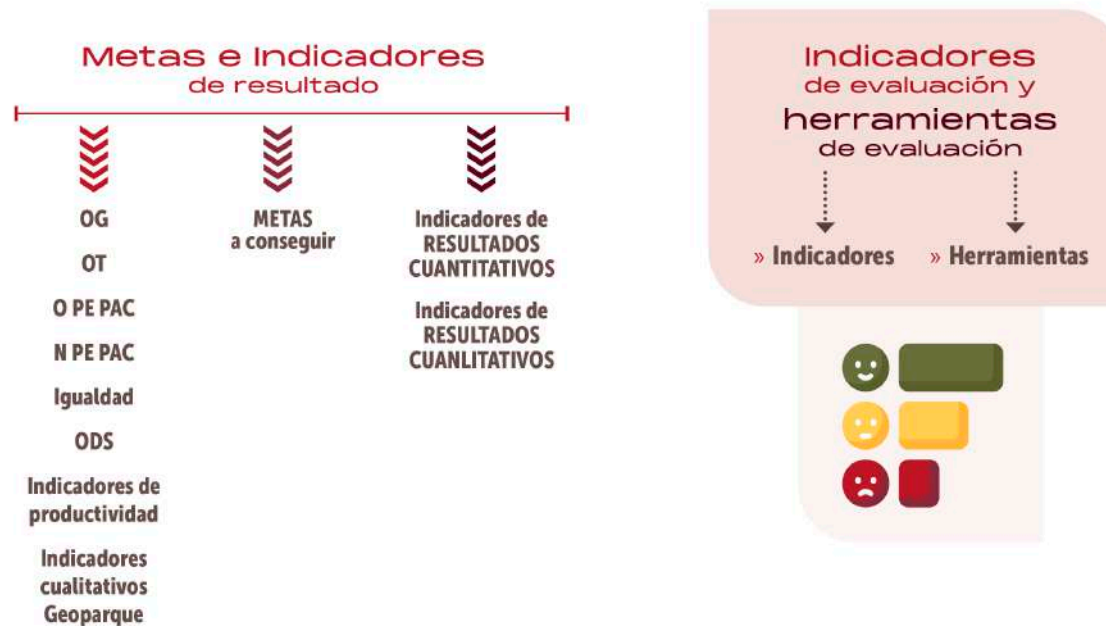 Metas e Indicadores
de resultado
OG
OT
O PE PAC
N PE PAC
Igualdad
ODS
Indicadores de
productividad
Indicadores
cualitativos
Geoparque
METAS
a conseguir
Indicadores de
RESULTADOS
CUANTITATIVOS
Indicadores de
RESULTADOS
CUANLITATIVOS
Indicadores
de evaluación y
herramientas
de evaluación
» Indicadores
» Herramientas